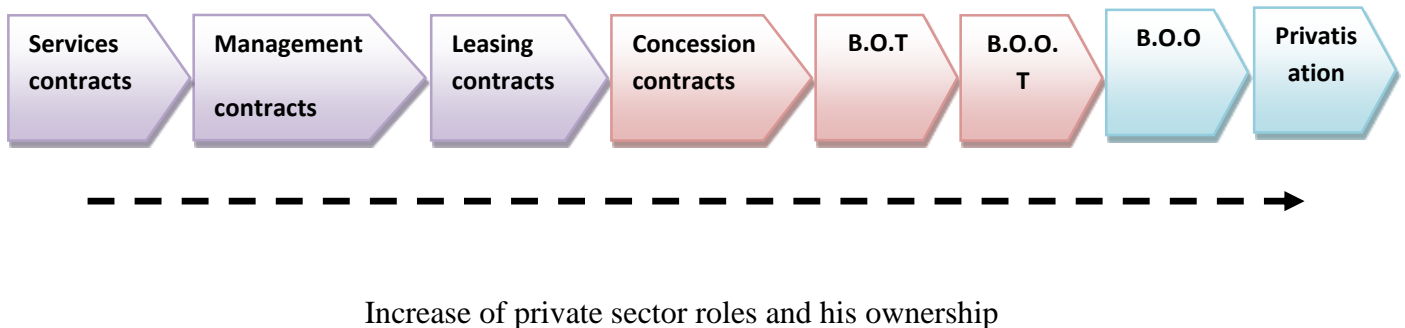 Services
contracts
Management
contracts
Leasing
contracts
Concession
contracts
B.O.T
B.O.O.
T
B.O.O
Privatis
ation
Increase of private sector roles and his ownership